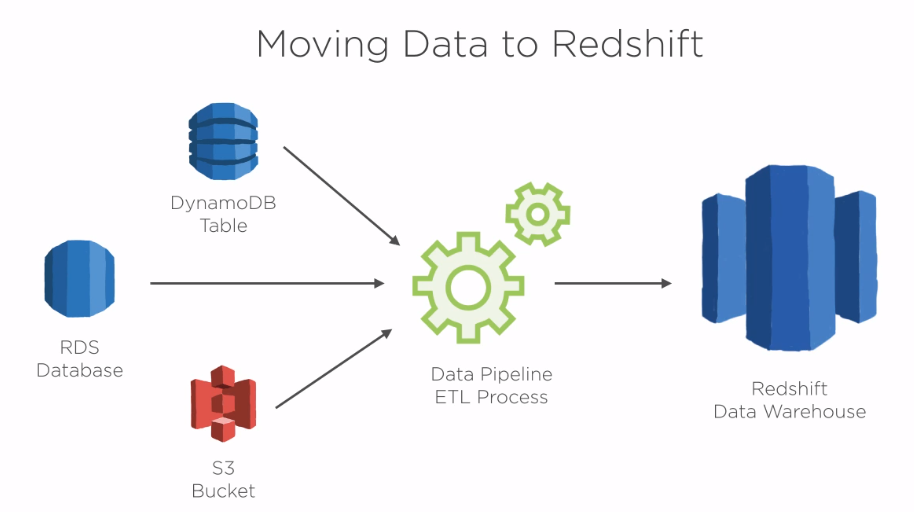 Moving Data to Redshift
DynamoDB
Table
RDS
Database
S3
Bucket
Data Pipeline
ETL Process
Redshift
Data Warehouse